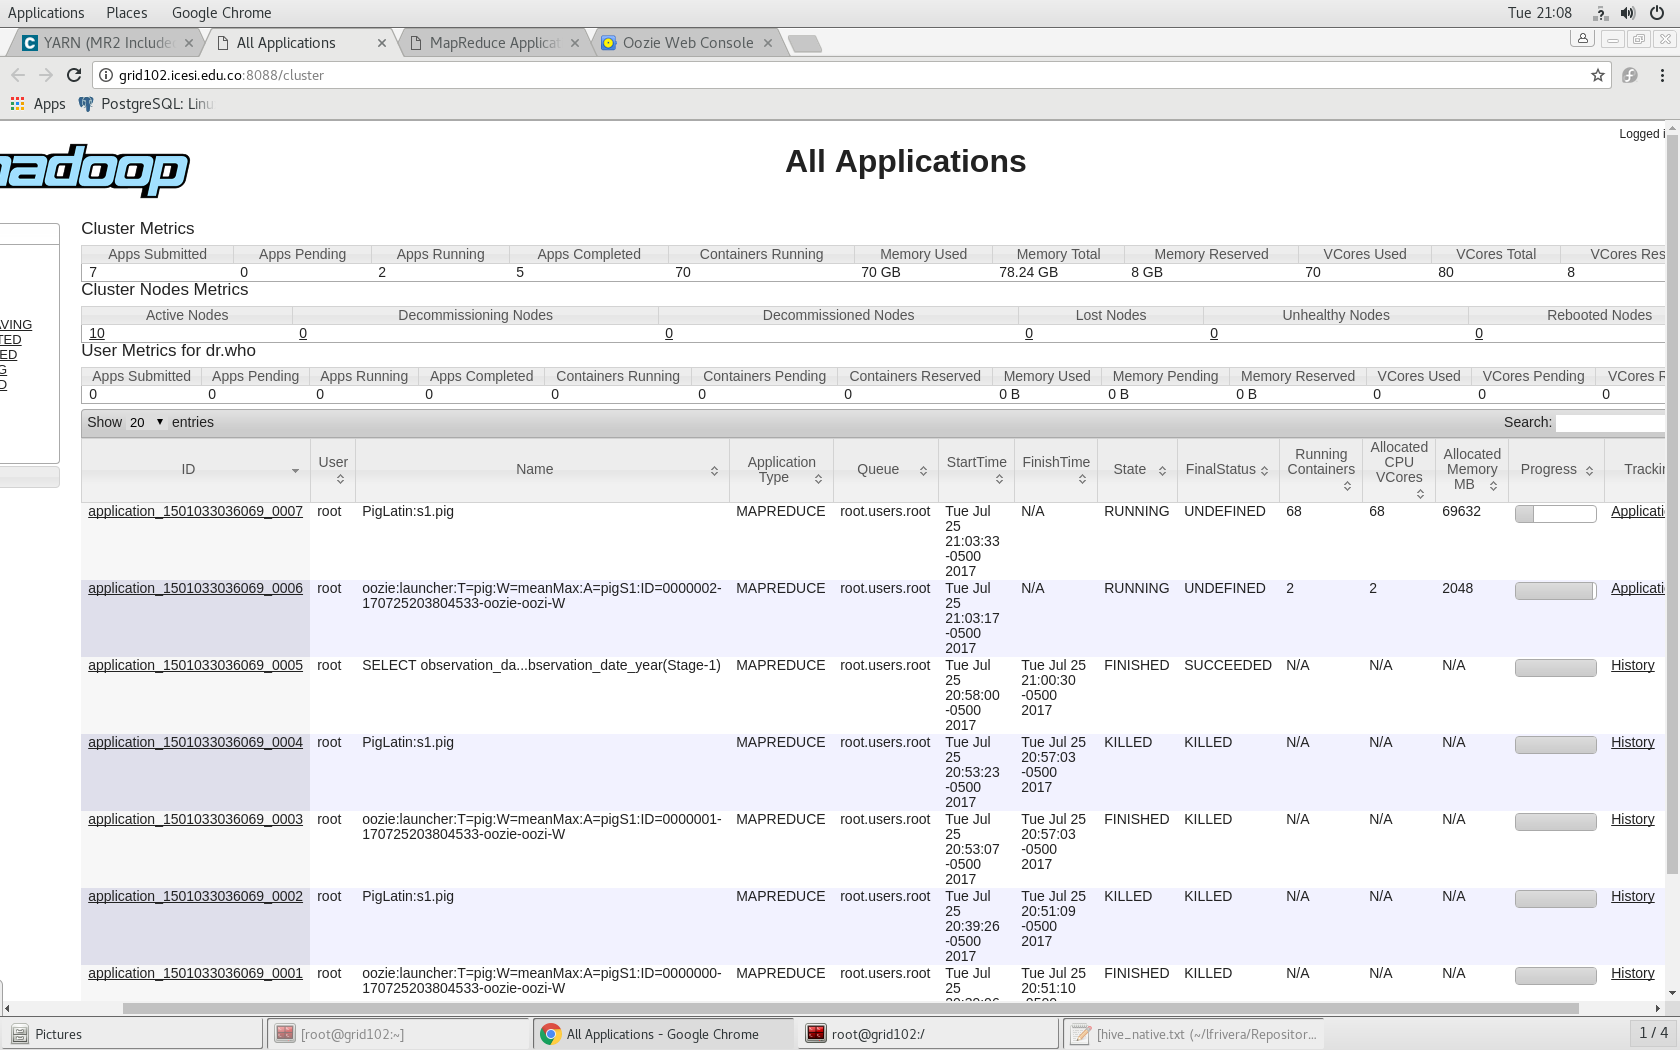 Applications Places Google Chrome Tue 21:08
YARN (MR2 Include All Applications MapReduce Applicat Oozie Web Console
grid102.icesi.edu.co:8088/cluster
Apps PostgreSQL: Linu
Logged i
hadoop
All Applications
Cluster Metrics
Apps Submitted Apps Pending Apps Running Apps Completed Containers Running Memory Used Memory Total Memory Reserved VCores Used VCores Total VCores Res
7 0 2 5 70 70 GB 78.24 GB 8 GB 70 80 8
Cluster Nodes Metrics
Active Nodes Decommissioning Nodes Decommissioned Nodes Lost Nodes Unhealthy Nodes Rebooted Nodes
10 0 0 0 0 0
User Metrics for dr.who
Apps Submitted Apps Pending Apps Running Apps Completed Containers Running Containers Pending Containers Reserved Memory Used Memory Pending Memory Reserved VCores Used VCores Pending VCores R
0 0 0 0 0 0 0 0 B 0 B 0 B 0 0 0
AVING
TED
ED
G
D
Show 20 entries Search:
ID User Name Application Type Queue StartTime FinishTime State FinalStatus Running Containers Allocated CPU VCores Allocated Memory MB Progress Trackin
application_1501033036069_0007 root PigLatin:s1.pig MAPREDUCE root.users.root Tue Jul 25 21:03:33 -0500 2017 N/A RUNNING UNDEFINED 68 68 69632 Applicati
application_1501033036069_0006 root oozie:launcher:T=pig:W=meanMax:A=pigS1:ID=0000002-170725203804533-oozie-oozi-W MAPREDUCE root.users.root Tue Jul 25 21:03:17 -0500 2017 N/A RUNNING UNDEFINED 2 2 2048 Applicati
application_1501033036069_0005 root SELECT observation_da...bservation_date_year(Stage-1) MAPREDUCE root.users.root Tue Jul 25 20:58:00 -0500 2017 Tue Jul 25 21:00:30 -0500 2017 FINISHED SUCCEEDED N/A N/A N/A History
application_1501033036069_0004 root PigLatin:s1.pig MAPREDUCE root.users.root Tue Jul 25 20:53:23 -0500 2017 Tue Jul 25 20:57:03 -0500 2017 KILLED KILLED N/A N/A N/A History
application_1501033036069_0003 root oozie:launcher:T=pig:W=meanMax:A=pigS1:ID=0000001-170725203804533-oozie-oozi-W MAPREDUCE root.users.root Tue Jul 25 20:53:07 -0500 2017 Tue Jul 25 20:57:03 -0500 2017 FINISHED KILLED N/A N/A N/A History
application_1501033036069_0002 root PigLatin:s1.pig MAPREDUCE root.users.root Tue Jul 25 20:39:26 -0500 2017 Tue Jul 25 20:51:09 -0500 2017 KILLED KILLED N/A N/A N/A History
application_1501033036069_0001 root oozie:launcher:T=pig:W=meanMax:A=pigS1:ID=0000000-170725203804533-oozie-oozi-W MAPREDUCE root.users.root Tue Jul 25 Tue Jul 25 20:51:10 FINISHED KILLED N/A N/A N/A History
Pictures [root@grid102:~] All Applications - Google Chrome root@grid102:/ [hive_native.txt (~/lfrivera/Repositor... 1 / 4